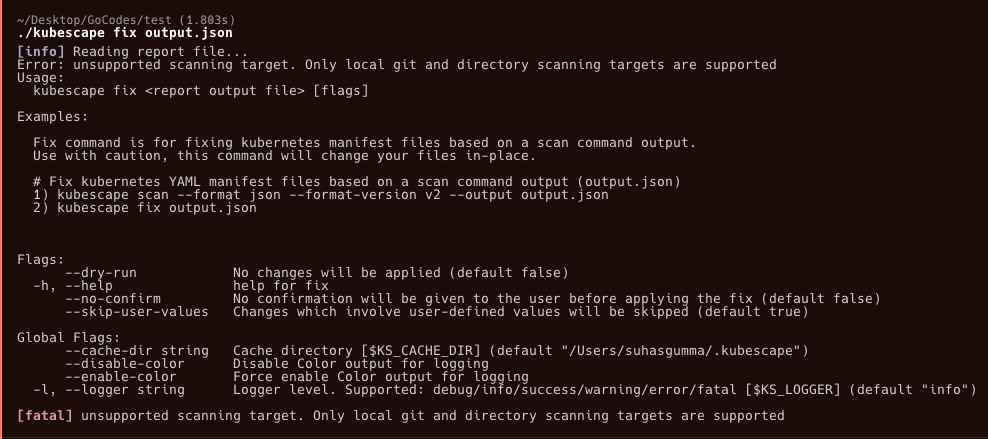 ~/Desktop/GoCodes/test (1.803s)
./kubescape fix output.json
[info] Reading report file...
Error: unsupported scanning target. Only local git and directory scanning targets are supported
Usage:
  kubescape fix <report output file> [flags]

Examples:

  Fix command is for fixing kubernetes manifest files based on a scan command output.
  Use with caution, this command will change your files in-place.

  # Fix kubernetes YAML manifest files based on a scan command output (output.json)
  1) kubescape scan --format json --format-version v2 --output output.json
  2) kubescape fix output.json

Flags:
      --dry-run            No changes will be applied (default false)
  -h, --help               help for fix
      --no-confirm         No confirmation will be given to the user before applying the fix (default false)
      --skip-user-values   Changes which involve user-defined values will be skipped (default true)

Global Flags:
      --cache-dir string   Cache directory [$KS_CACHE_DIR] (default "/Users/suhasgumma/.kubescape")
      --disable-color      Disable Color output for logging
      --enable-color       Force enable Color output for logging
  -l, --logger string      Logger level. Supported: debug/info/success/warning/error/fatal [$KS_LOGGER] (default "info")

[fatal] unsupported scanning target. Only local git and directory scanning targets are supported